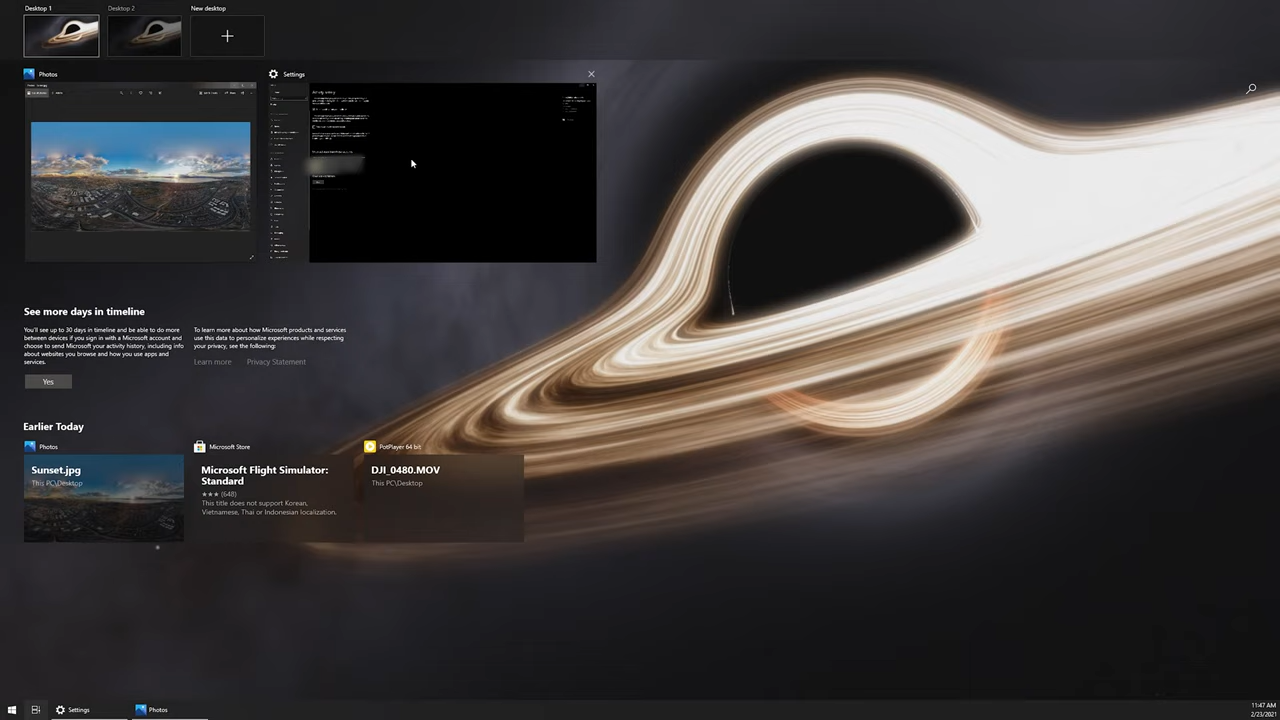 Desktop 1
Desktop 2
New desktop
Photos
Settings
See more days in timeline
You'll see up to 30 days in timeline and be able to do more
between devices if you sign in with a Microsoft account and
choose to send Microsoft your activity history, including info
about websites you browse and how you use apps and
services.
To learn more about how Microsoft products and services
use this data to personalize experiences while respecting
your privacy, see the following:
Learn more
Privacy Statement
Yes
Earlier Today
Photos
Sunset.jpg
This PC\Desktop
Microsoft Store
Microsoft Flight Simulator:
Standard
★★★ (648)
This title does not support Korean,
Vietnamese, Thai or Indonesian localization.
PotPlayer 64 bit
DJI_0480.MOV
This PC\Desktop
Settings
Photos
11:47 AM
2/23/2021